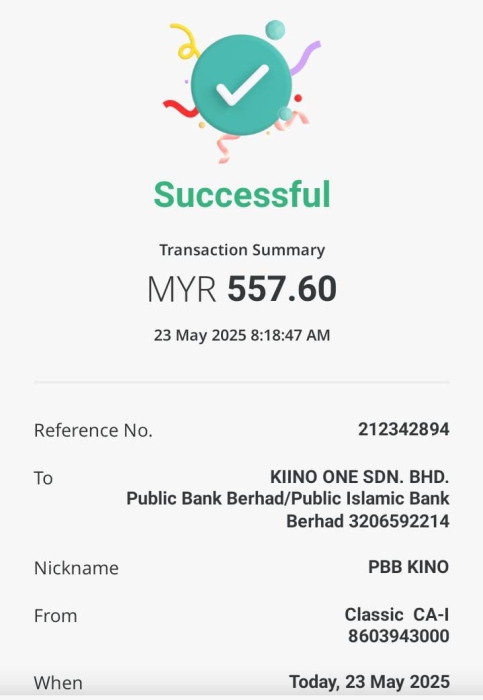 Successful
Transaction Summary
MYR 557.60
23 May 2025 8:18:47 AM
Reference No. 212342894
To KIINO ONE SDN. BHD.
Public Bank Berhad/Public Islamic Bank
Berhad 3206592214
Nickname PBB KINO
From Classic CA-I
8603943000
When Today, 23 May 2025